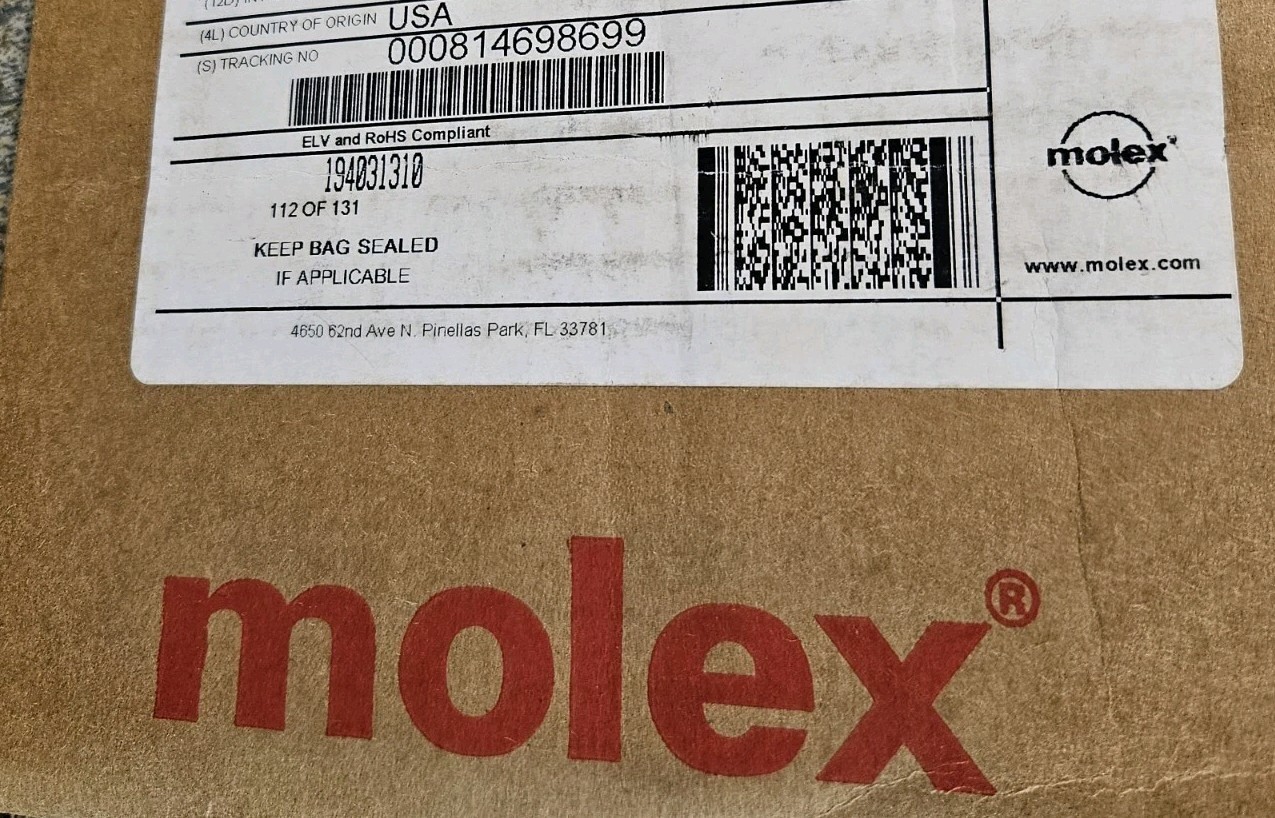 (4L) COUNTRY OF ORIGIN USA
(S) TRACKING NO 000814698699
ELV and RoHS Compliant
194031310
112 OF 131
KEEP BAG SEALED
IF APPLICABLE
molex
www.molex.com
4650 62nd Ave N. Pinellas Park, FL 33781
molex®